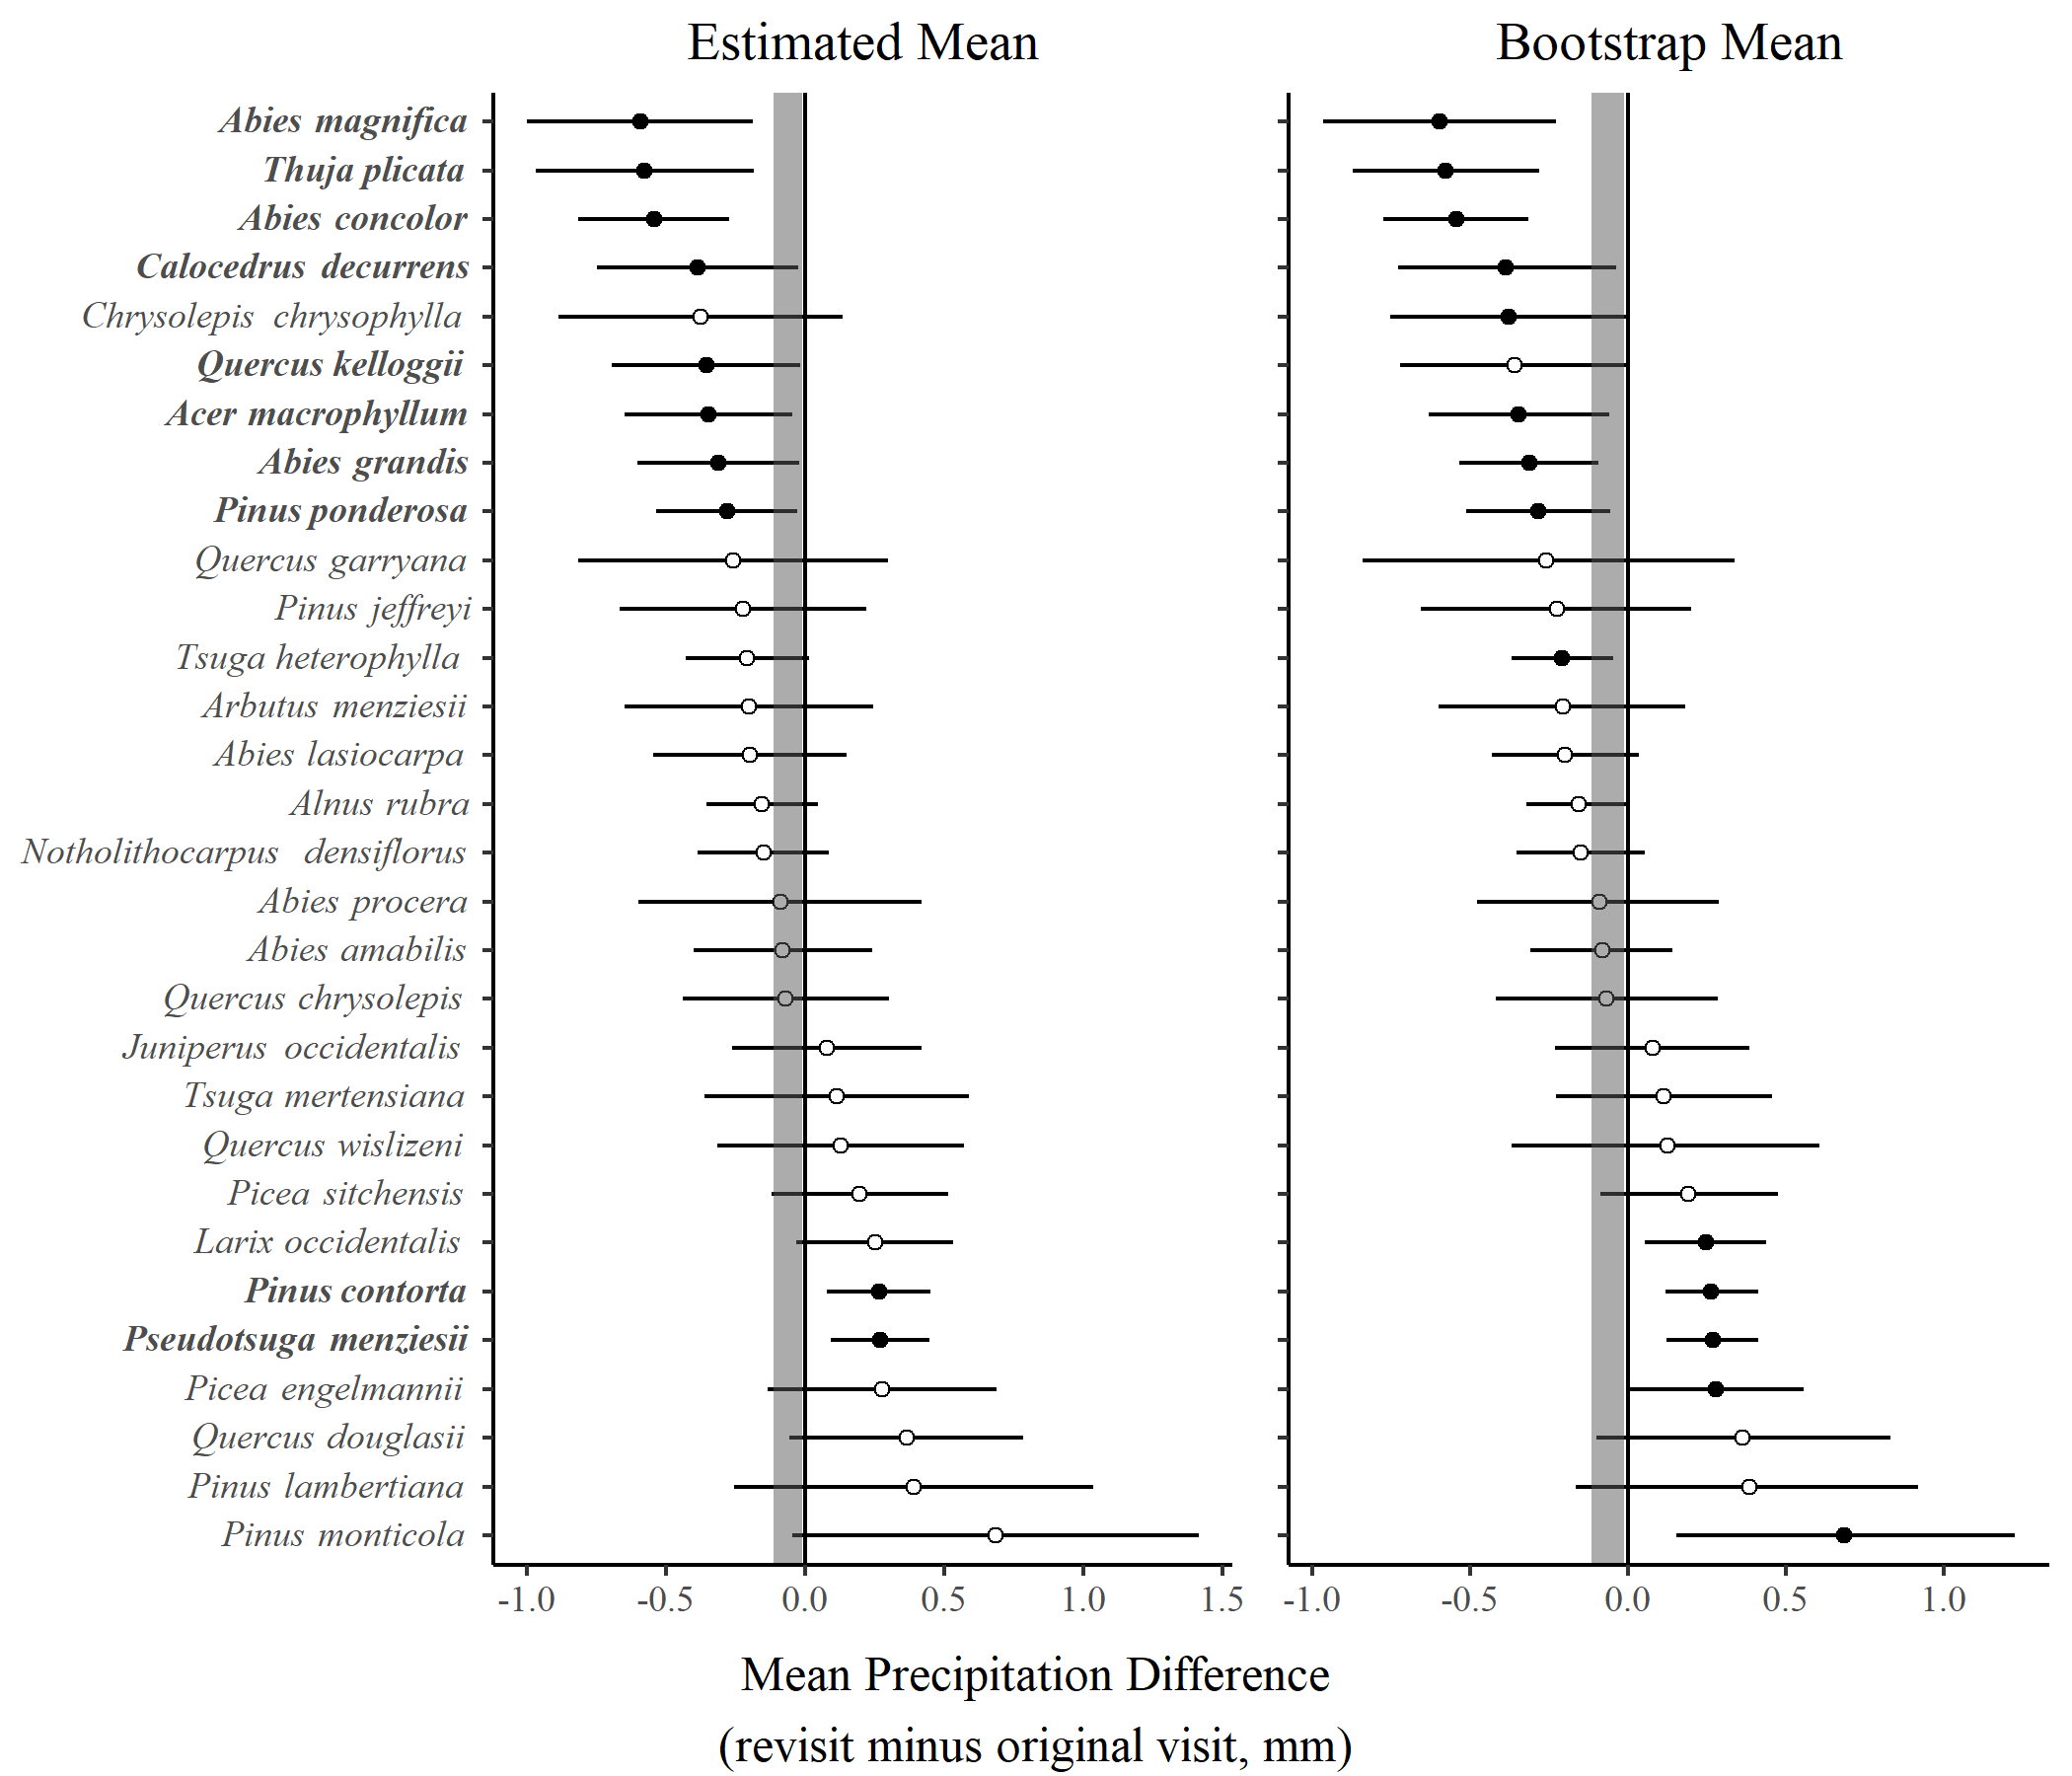 Estimated Mean
Bootstrap Mean
Abies magnifica
Thuja plicata
Abies concolor
Calocedrus decurrens
Chrysolepis chrysophylla
Quercus kelloggii
Acer macrophyllum
Abies grandis
Pinus ponderosa
Quercus garryana
Pinus jeffreyi
Tsuga heterophylla
Arbutus menziesii
Abies lasiocarpa
Alnus rubra
Notholithocarpus densiflorus
Abies procera
Abies amabilis
Quercus chrysolepis
Juniperus occidentalis
Tsuga mertensiana
Quercus wislizeni
Picea sitchensis
Larix occidentalis
Pinus contorta
Pseudotsuga menziesii
Picea engelmannii
Quercus douglasii
Pinus lambertiana
Pinus monticola
-1.0 -0.5 0.0 0.5 1.0 1.5
-1.0 -0.5 0.0 0.5 1.0
Mean Precipitation Difference
(revisit minus original visit, mm)